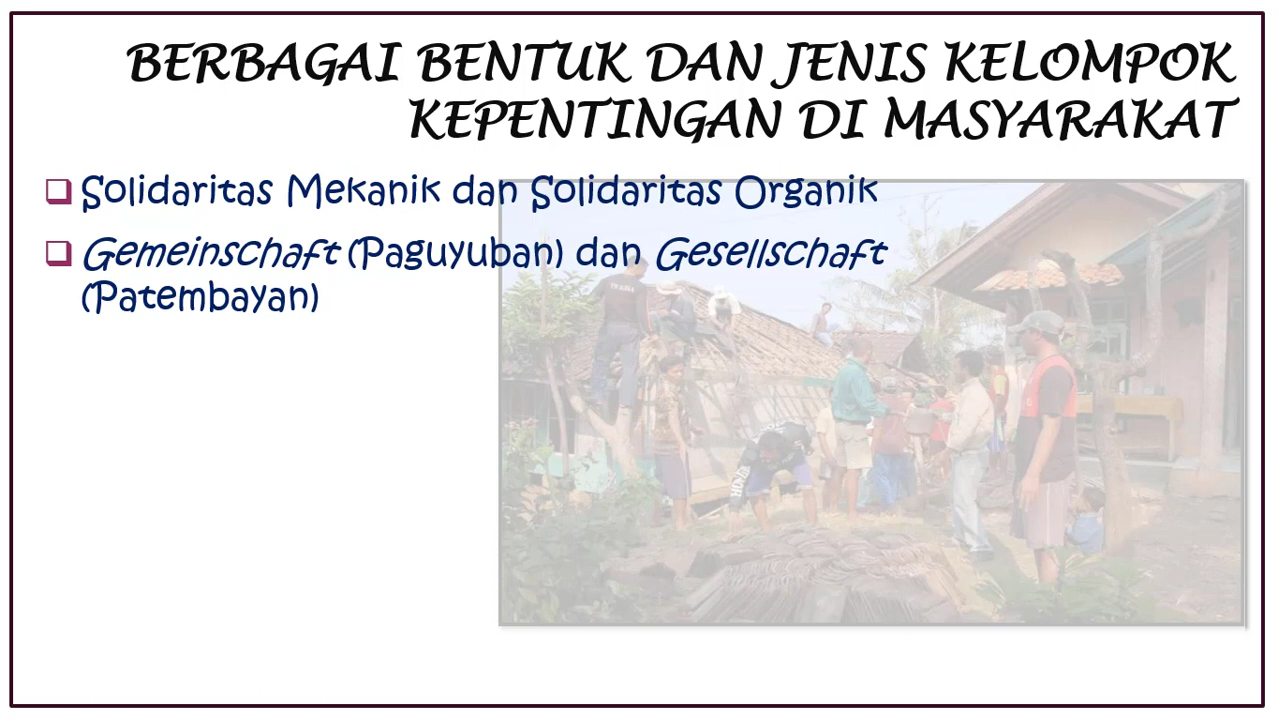 BERBAGAI BENTUK DAN JENIS KELOMPOK
KEPENTINGAN DI MASYARAKAT
Solidaritas Mekanik dan Solidaritas Organik
Gemeinschaft (Paguyuban) dan Gesellschaft
(Patembayan)